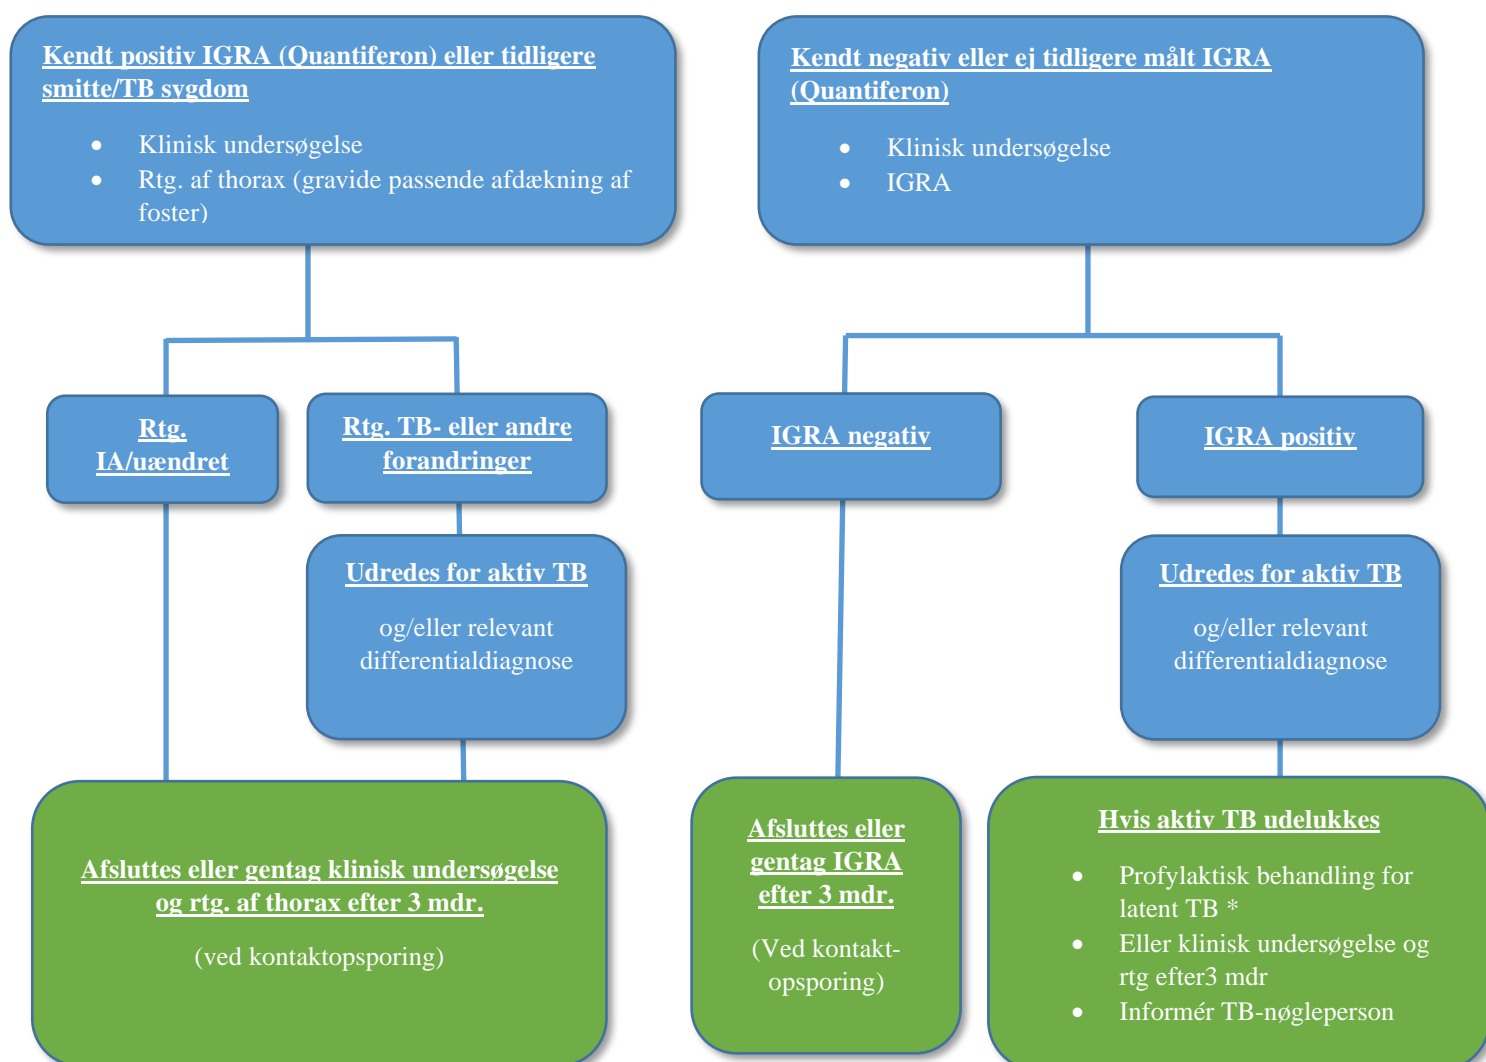 Kendt positiv IGRA (Quantiferon) eller tidligere
smitte/TB sygdom
• Klinisk undersøgelse
• Rtg. af thorax (gravide passende afdækning af
foster)
Kendt negativ eller ej tidligere målt IGRA
(Quantiferon)
• Klinisk undersøgelse
• IGRA
Rtg.
IA/uændret
Rtg. TB- eller andre
forandringer
IGRA negativ
IGRA positiv
Udredes for aktiv TB
og/eller relevant
differentialdiagnose
Udredes for aktiv TB
og/eller relevant
differentialdiagnose
Afsluttes eller gentag klinisk undersøgelse
og rtg. af thorax efter 3 mdr.
(ved kontaktopsporing)
Afsluttes eller
gentag IGRA
efter 3 mdr.
(Ved kontakt-
opsporing)
Hvis aktiv TB udelukkes
• Profylaktisk behandling for
latent TB *
• Eller klinisk undersøgelse og
rtg efter3 mdr
• Informér TB-nøgleperson